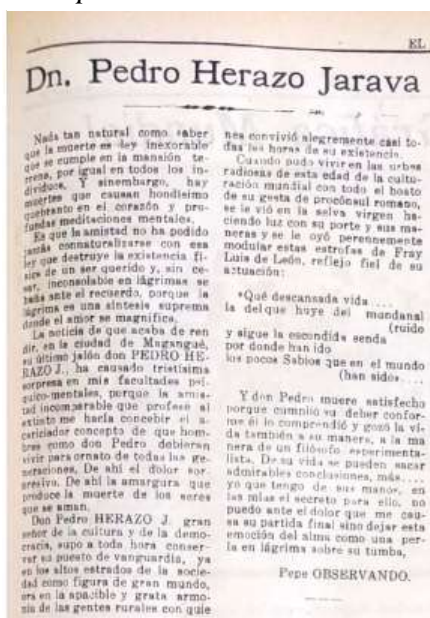 EL
Dn. Pedro Herazo Jarava
Nada tan natural como saber
que la muerte es ley inexorable
que se cumple en la mansión te-
rrena, por igual en todos los in-
dividuos. Y sinembargo, hay
muertes que causan hondísimo
quebranto en el corazón y pro-
fundas meditaciones mentales.
Es que la amistad no ha podido
jamás connaturalizarse con esa
ley que destruye la existencia fí-
sica de un ser querido y, sin ce-
sar, inconsolable en lágrimas se
baña ante el recuerdo, porque la
lágrima es una síntesis suprema
donde el amor se magnifica.
La noticia de que acaba de ren
dir, en la ciudad de Magangué,
su último jalón don PEDRO HE-
RAZO J., ha causado tristísima
sorpresa en mis facultades psí-
quico-mentales, porque la amis-
tad incomparable que profesé al
extinto me hacía concebir el a-
cariciador concepto de que hom-
bres como don Pedro debieran
vivir para ornato de todas las ge-
neraciones. De ahí el dolor sor-
presivo. De ahí la amargura que
produce la muerte de los seres
que se aman.
Don Pedro HERAZO J. gran
señor de la cultura y de la demo-
cracia, supo a toda hora conser-
var su puesto de vanguardia, ya
en los altos estrados de la socie-
dad como figura de gran mundo,
ora en la apacible y grata armo-
nía de las gentes rurales con quie
nes convivió alegremente casi to-
das las horas de su existencia.
Cuando pudo vivir en las urbes
radiosas de esta edad de la cultu-
ración mundial con todo el boato
de su gesta de procónsul romano,
se le vió en la selva virgen ha-
ciendo luz con su porte y sus ma-
neras y se le oyó perennemente
modular estas estrofas de Fray
Luis de León, reflejo fiel de su
actuación:
«Qué descansada vida ....
la del que huye del mundanal
(ruido
y sigue la escondida senda
por donde han ido
los pocos Sabios que en el mundo
(han sido» ....
Y don Pedro muere satisfecho
porque cumplió su deber confor-
me él lo comprendió y gozó la vi-
da también a su manera, a la ma
nera de un filósofo experimenta-
lista. De su vida se pueden sacar
admirables conclusiones, más....
yo que tengo de sus manos, en
las mías el secreto para ello, no
puedo ante el dolor que me cau-
sa su partida final sino dejar esta
emoción del alma como una per-
la en lágrima sobre su tumba,
Pepe OBSERVANDO.